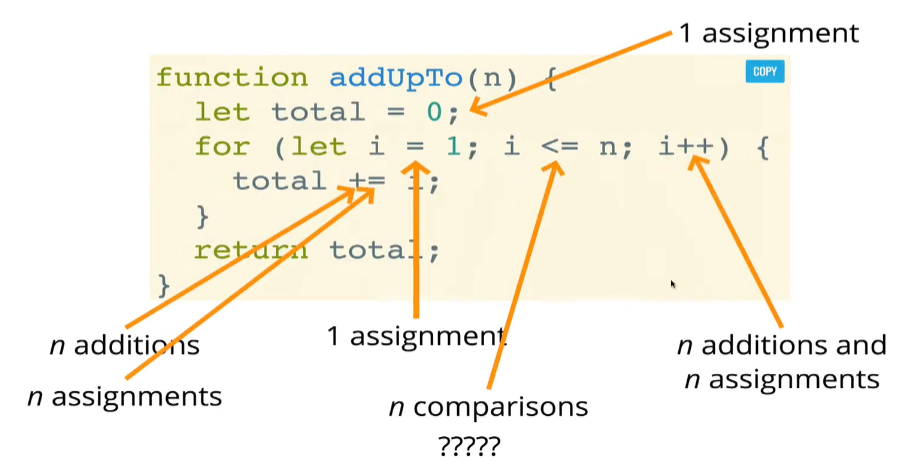 1 assignment
COPY
function addUpTo(n) {
let total = 0;
for (let i = 1; i <= n; i++) {
total += i;
}
return total;
}
n additions
1 assignment
n additions and
n assignments
n assignments
n comparisons
?????